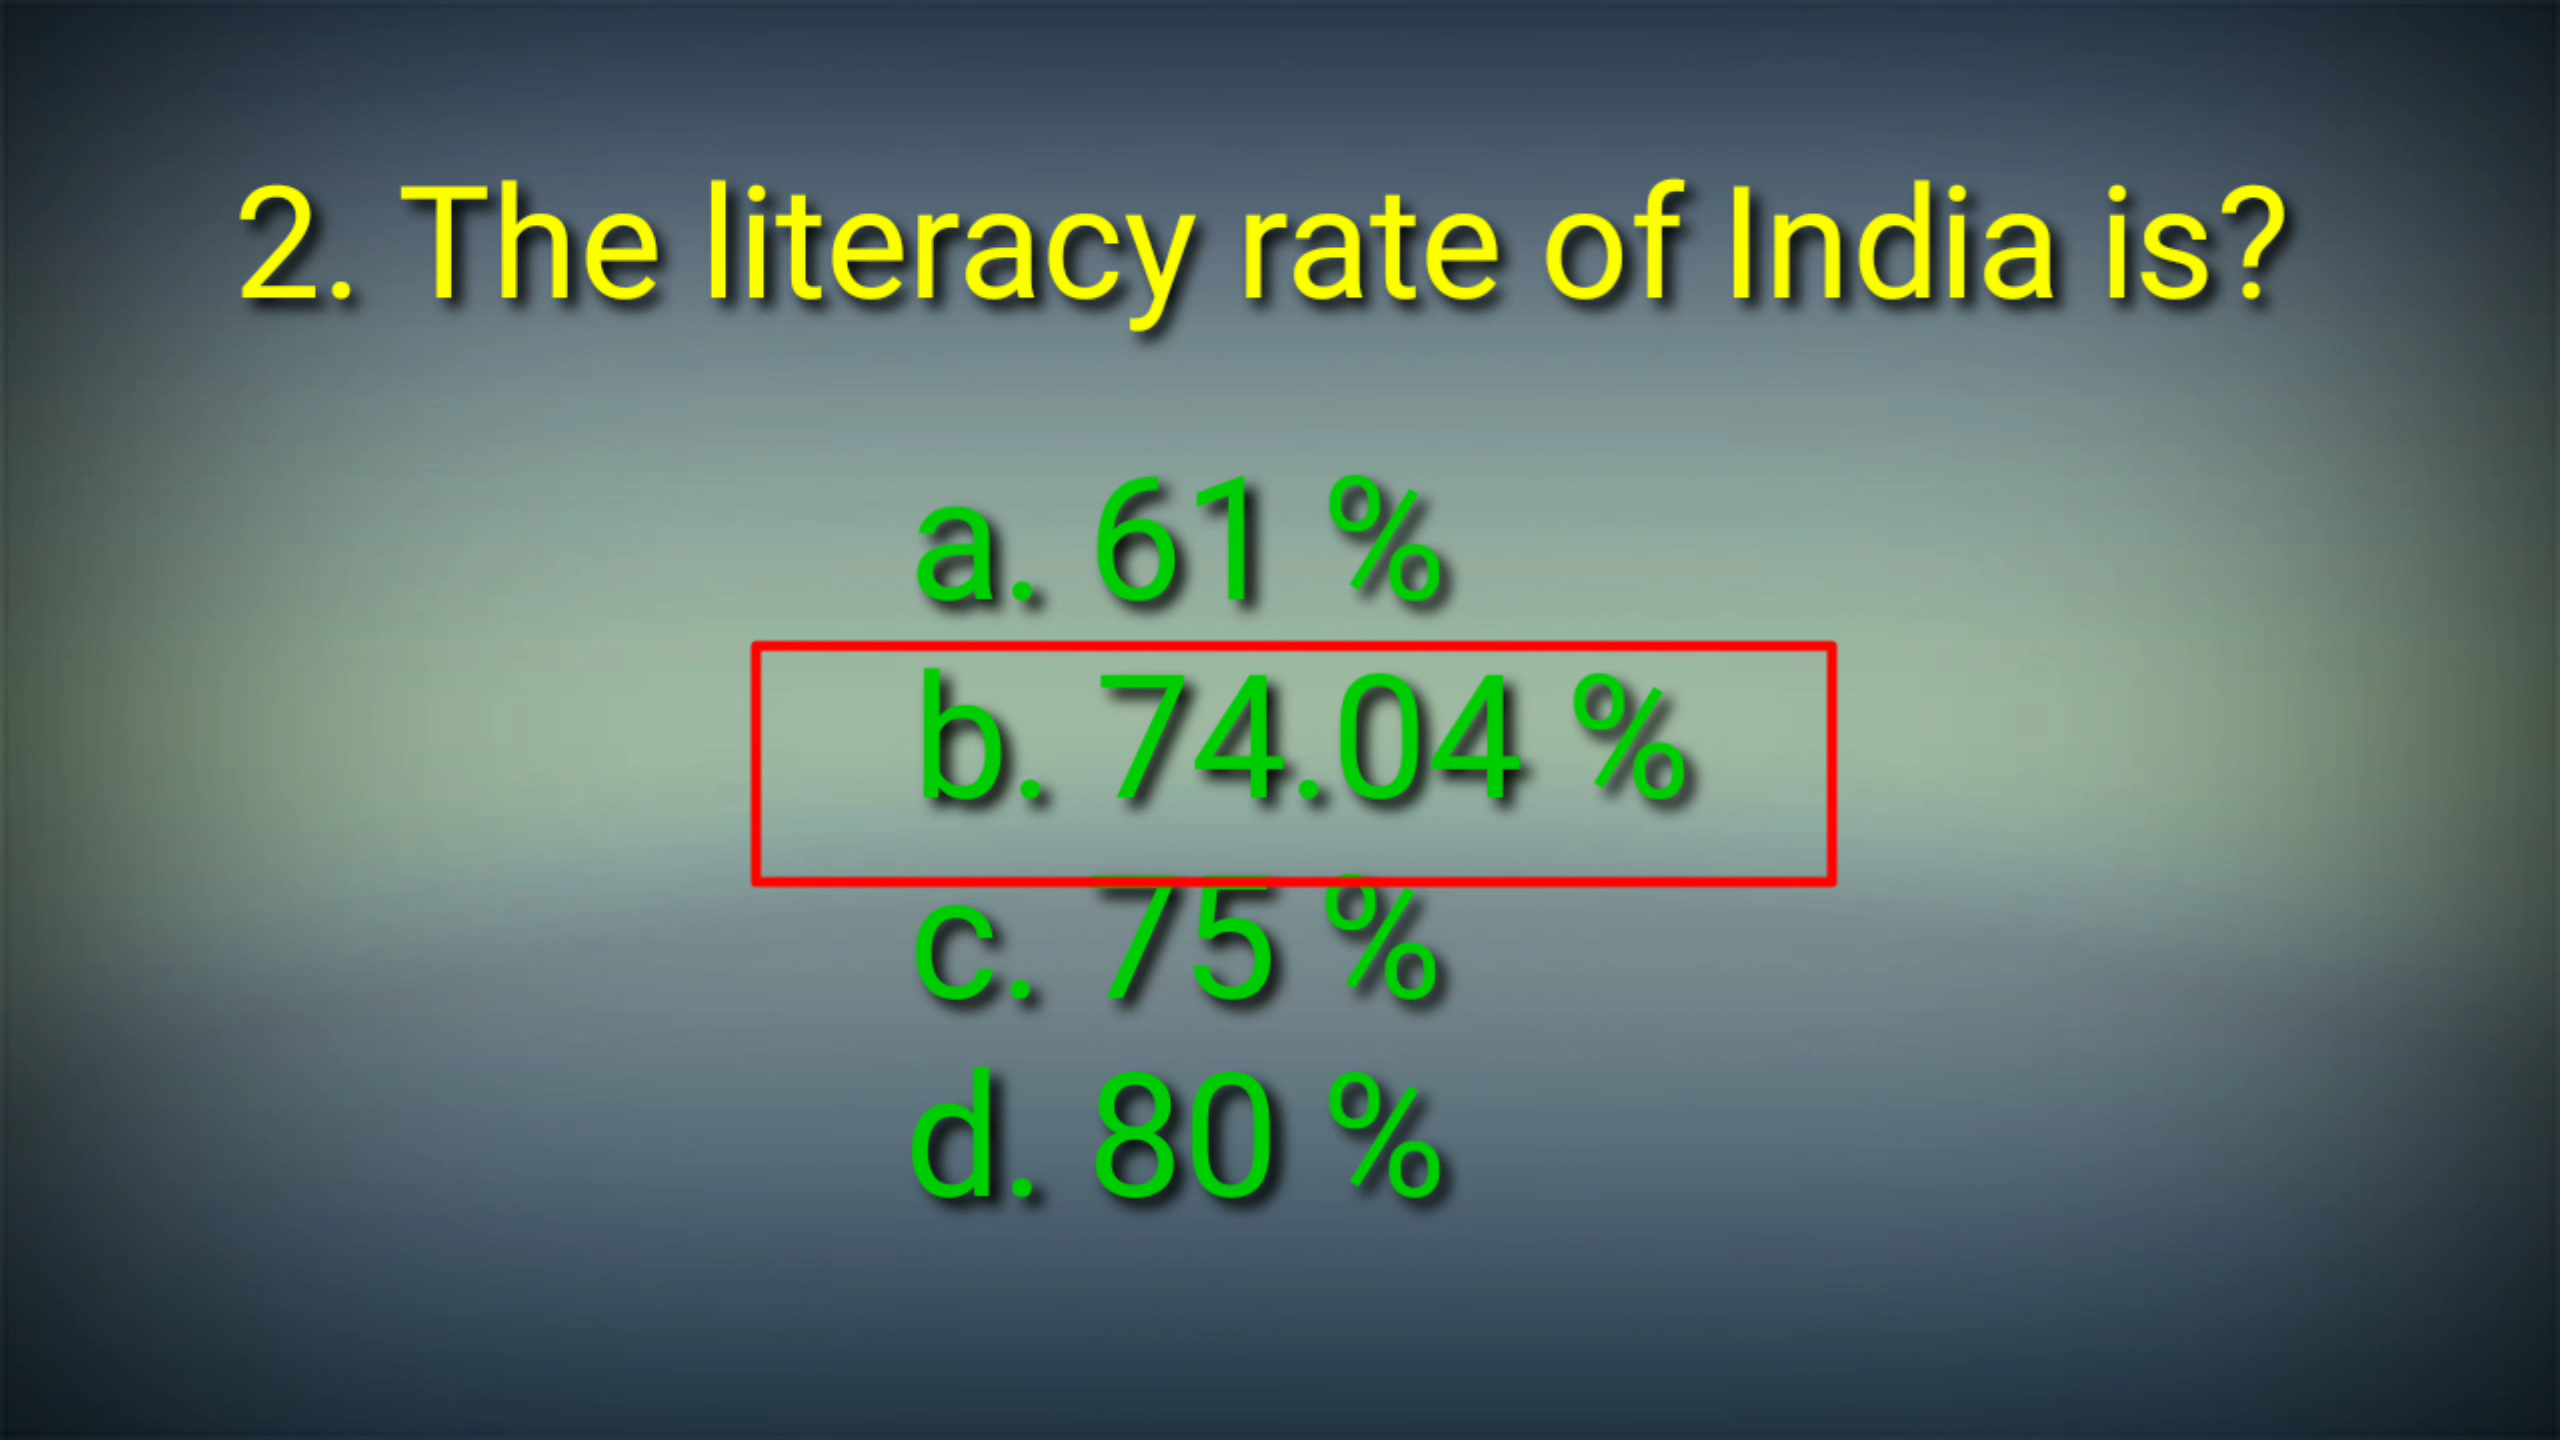 2. The literacy rate of India is?
a. 61 %
b. 74.04 %
c. 75 %
d. 80 %